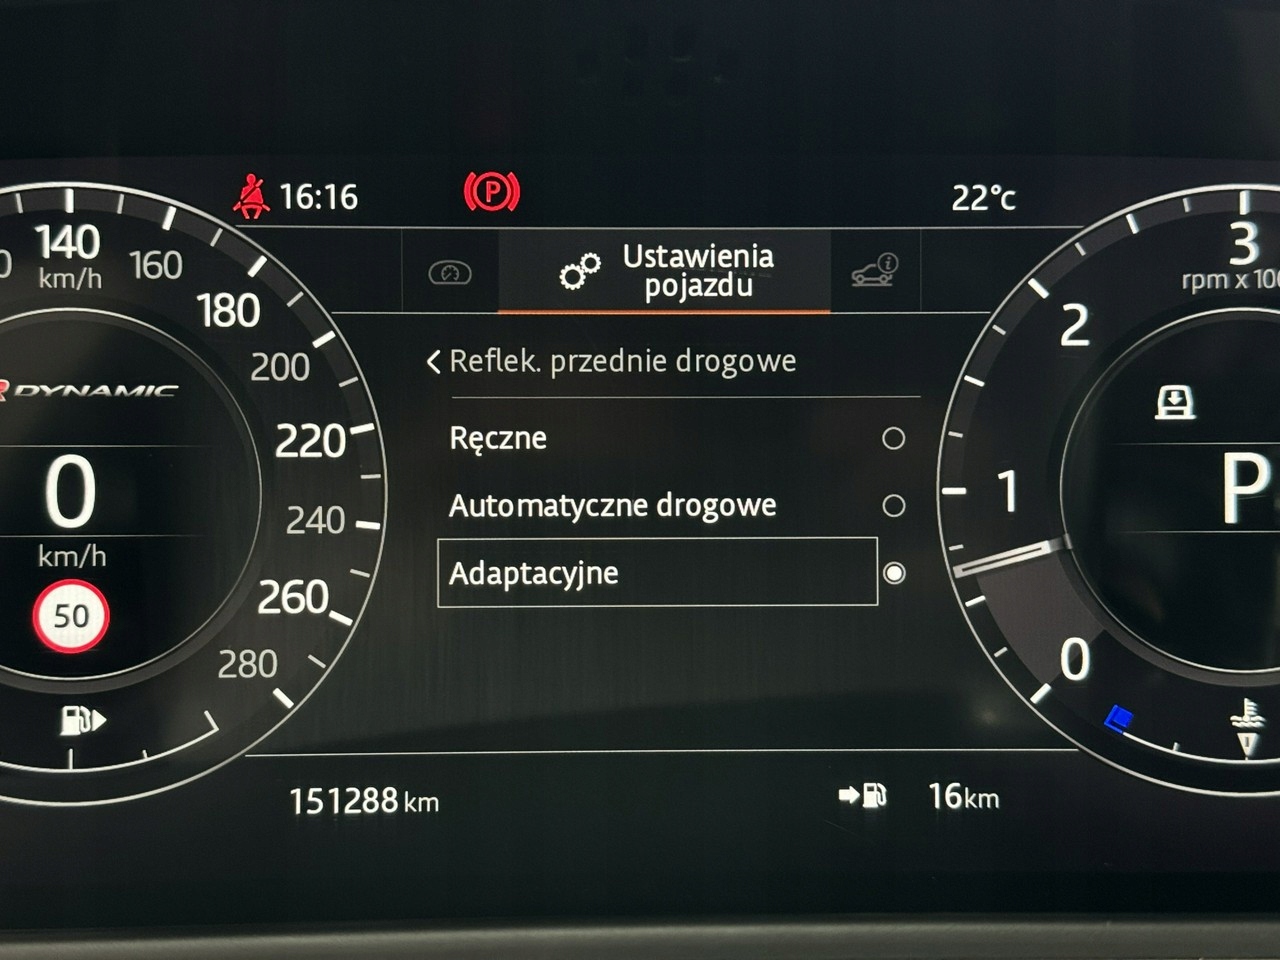 16:16
P
22°c
Ustawienia
pojazdu
Reflek. przednie drogowe
Ręczne
Automatyczne drogowe
Adaptacyjne
140
km/h
160
180
200
220
240
260
280
DYNAMIC
0
km/h
50
3
rpm x 100
2
1
0
P
151288 km
16km